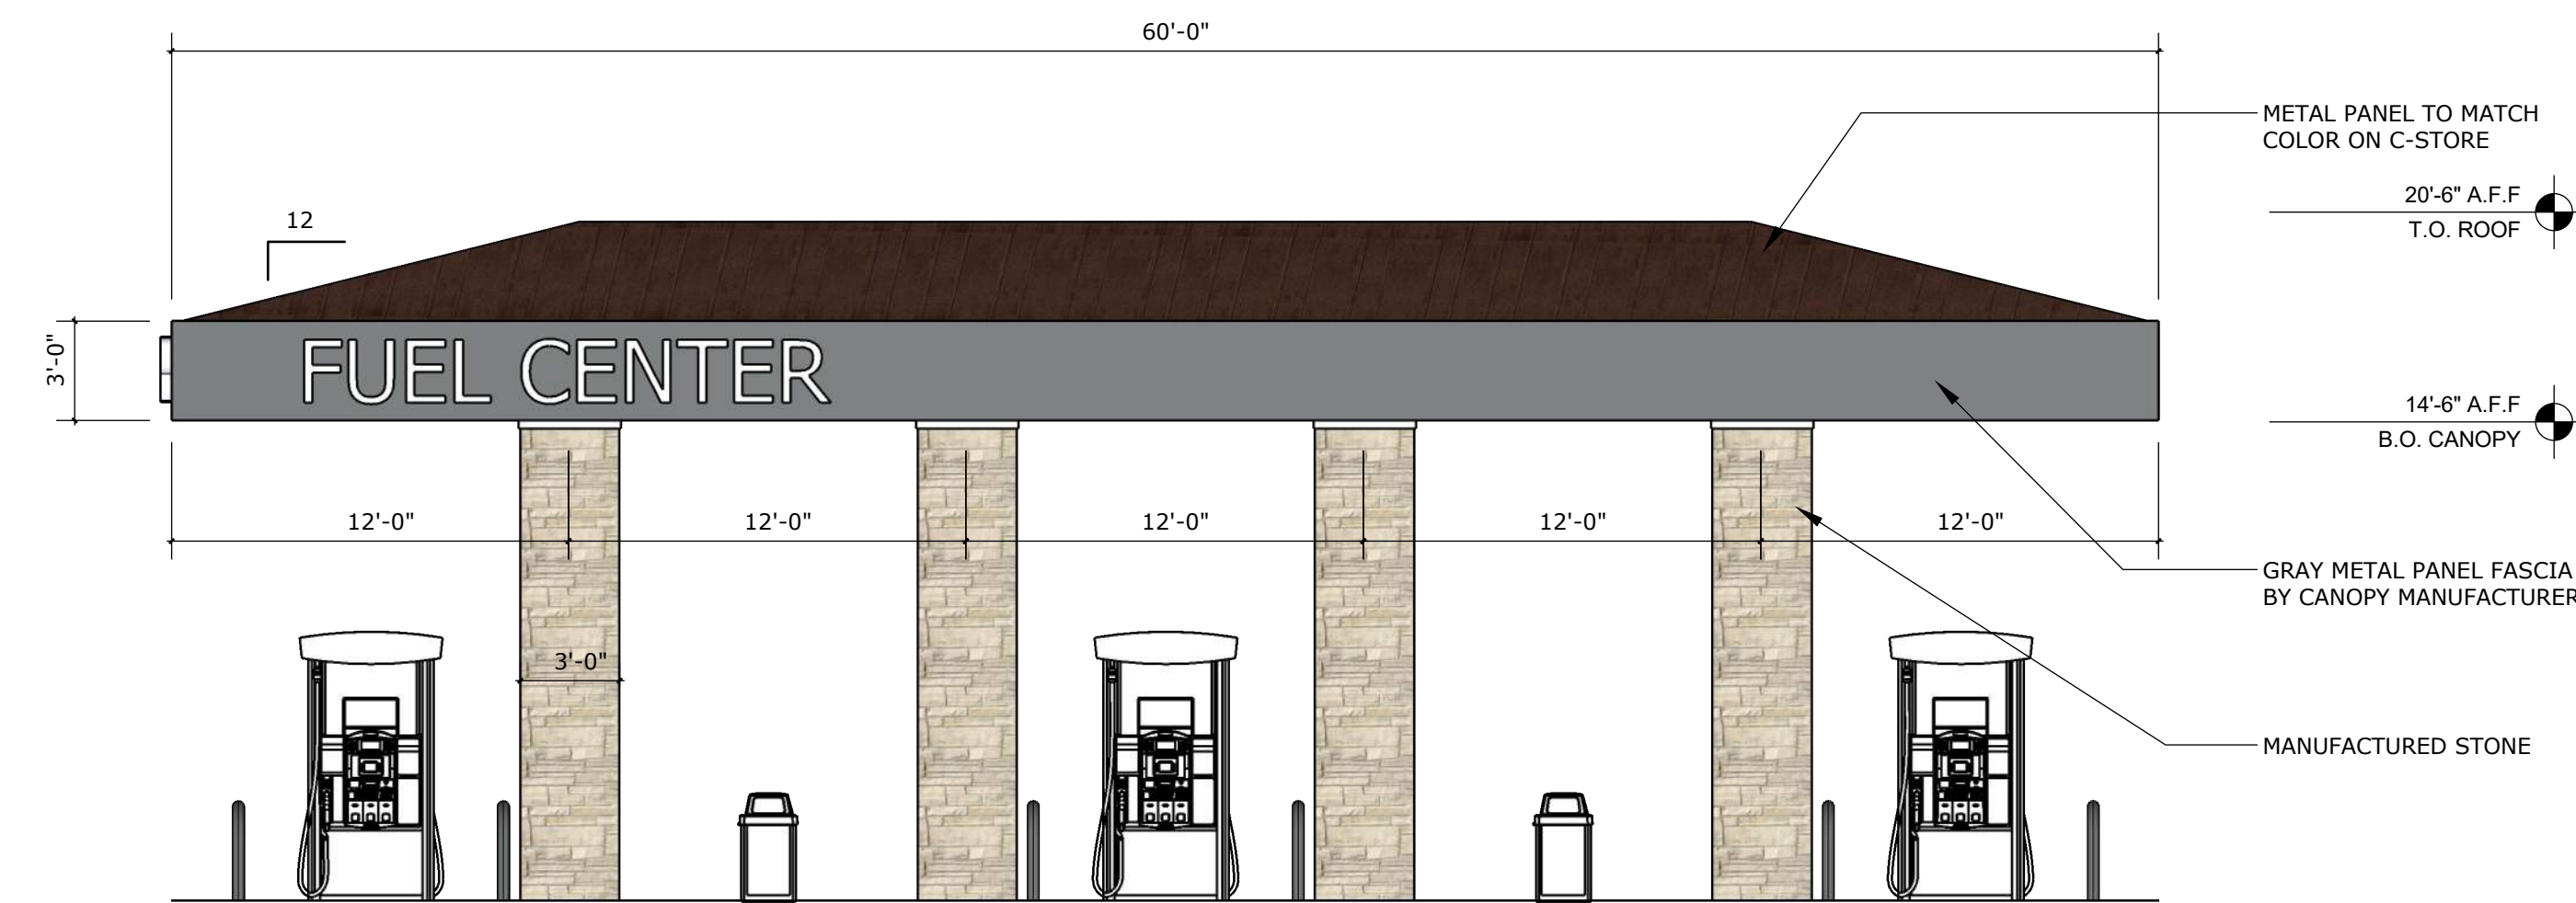 60'-0"
METAL PANEL TO MATCH
COLOR ON C-STORE
20'-6" A.F.F
T.O. ROOF
12
3'-0"
FUEL CENTER
14'-6" A.F.F
B.O. CANOPY
12'-0"
12'-0"
12'-0"
12'-0"
12'-0"
GRAY METAL PANEL FASCIA
BY CANOPY MANUFACTURER
3'-0"
MANUFACTURED STONE